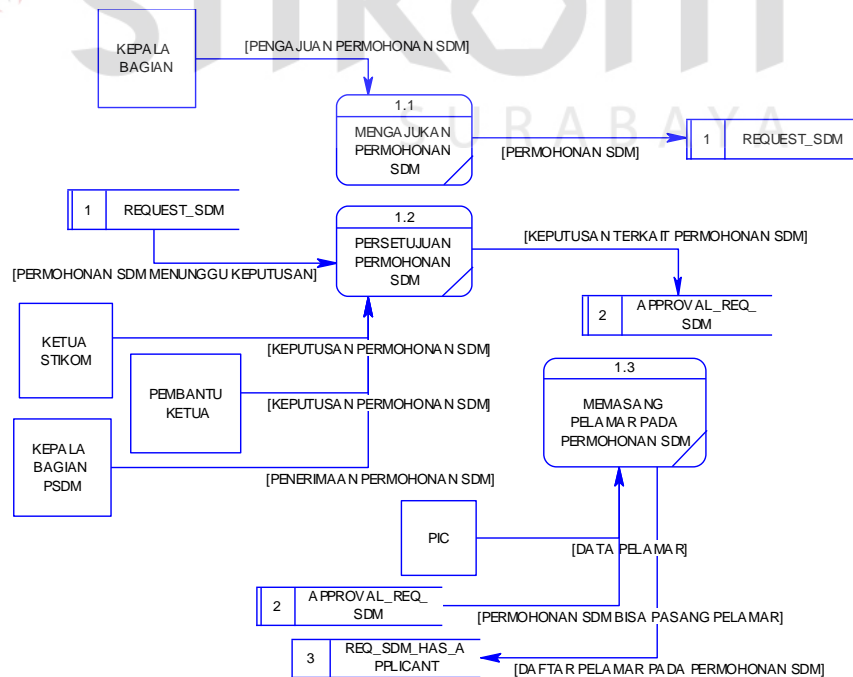 STIKOM
SURABAYA
KEPALA
BAGIAN
[PENGAJUAN PERMOHONAN SDM]
1.1
MENGAJUKAN
PERMOHONAN
SDM
[PERMOHONAN SDM]
1
REQUEST_SDM
1
REQUEST_SDM
[PERMOHONAN SDM MENUNGGU KEPUTUSAN]
1.2
PERSETUJUAN
PERMOHONAN
SDM
[KEPUTUSAN TERKAIT PERMOHONAN SDM]
2
APPROVAL_REQ_
SDM
KETUA
STIKOM
[KEPUTUSAN PERMOHONAN SDM]
PEMBANTU
KETUA
[KEPUTUSAN PERMOHONAN SDM]
KEPALA
BAGIAN
PSDM
[PENERIMAAN PERMOHONAN SDM]
1.3
MEMASANG
PELAMAR PADA
PERMOHONAN SDM
PIC
[DATA PELAMAR]
2
APPROVAL_REQ_
SDM
[PERMOHONAN SDM BISA PASANG PELAMAR]
3
REQ_SDM_HAS_A
PPLICANT
[DAFTAR PELAMAR PADA PERMOHONAN SDM]